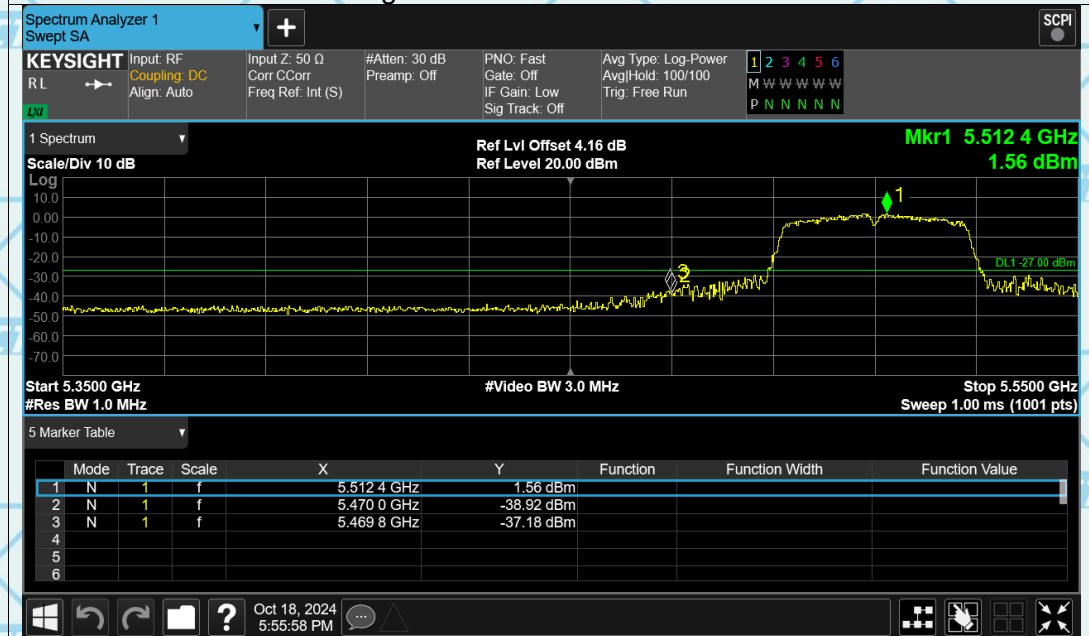 Spectrum Analyzer 1
Swept SA
+
SCPI
KEYSIGHT
RL
LXI
Input: RF
Coupling: DC
Align: Auto
Input Z: 50 Ω
Corr CCorr
Freq Ref: Int (S)
#Atten: 30 dB
Preamp: Off
PNO: Fast
Gate: Off
IF Gain: Low
Sig Track: Off
Avg Type: Log-Power
Avg|Hold: 100/100
Trig: Free Run
1 2 3 4 5 6
M W W W W W
P N N N N N
1 Spectrum
Scale/Div 10 dB
Ref Lvl Offset 4.16 dB
Ref Level 20.00 dBm
Mkr1 5.512 4 GHz
1.56 dBm
Log
10.0
0.00
-10.0
-20.0
-30.0
-40.0
-50.0
-60.0
-70.0
1
3
DL1 -27.00 dBm
Start 5.3500 GHz
#Video BW 3.0 MHz
Stop 5.5500 GHz
#Res BW 1.0 MHz
Sweep 1.00 ms (1001 pts)
5 Marker Table
Mode Trace Scale X Y Function Function Width Function Value
1 N 1 f 5.512 4 GHz 1.56 dBm
2 N 1 f 5.470 0 GHz -38.92 dBm
3 N 1 f 5.469 8 GHz -37.18 dBm
4
5
6
?
Oct 18, 2024
5:55:58 PM